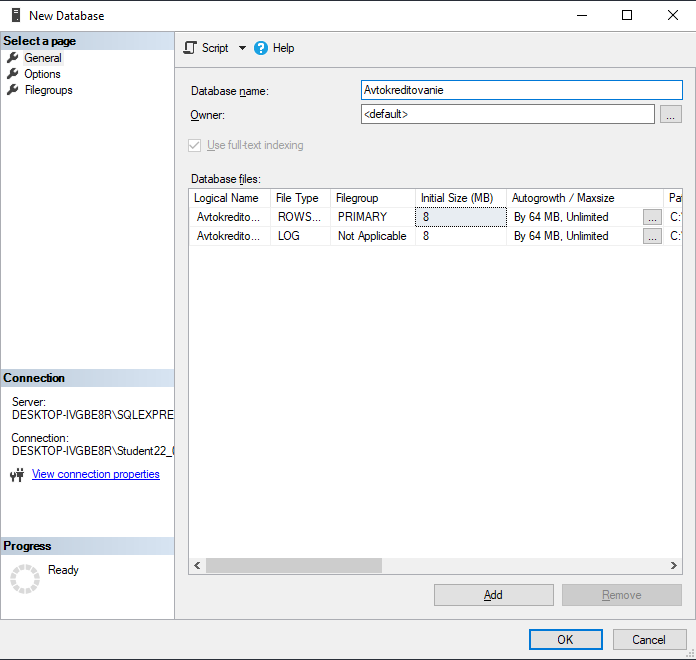 New Database
Select a page
General
Options
Filegroups
Script
Help
Database name:
Avtokreditovanie
Owner:
<default>
...
Use full-text indexing
Database files:
Logical Name File Type Filegroup Initial Size (MB) Autogrowth / Maxsize Pa
Avtokredito... ROWS... PRIMARY 8 By 64 MB, Unlimited ... C:\
Avtokredito... LOG Not Applicable 8 By 64 MB, Unlimited ... C:\
Connection
Server:
DESKTOP-IVGBE8R\SQLEXPRE
Connection:
DESKTOP-IVGBE8R\Student22_
View connection properties
Progress
Ready
Add
Remove
OK
Cancel